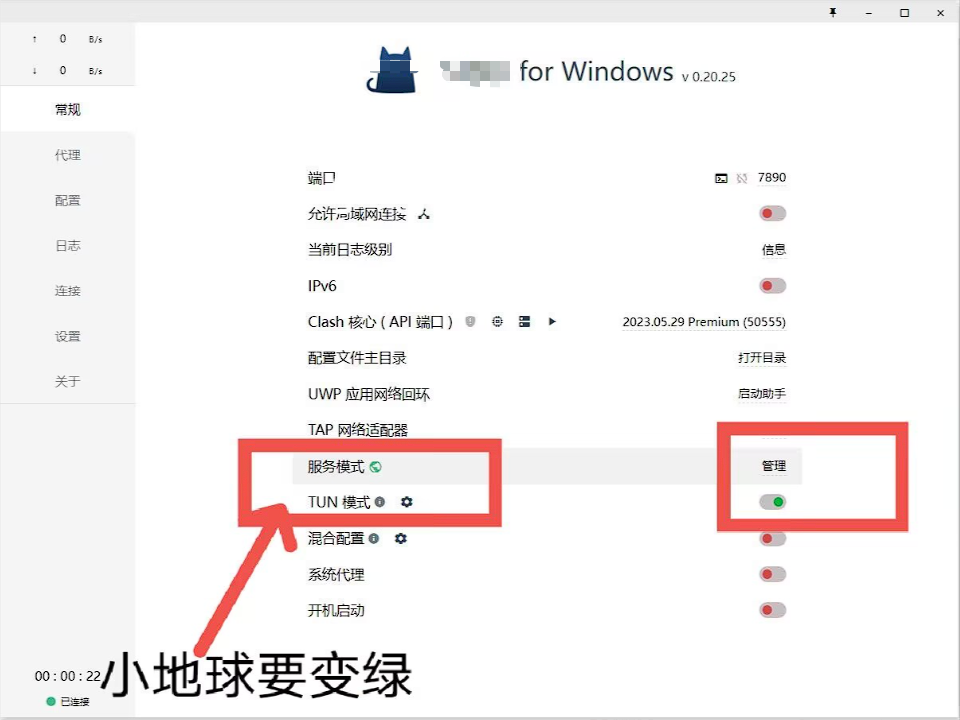 ↑ 0 B/s
↓ 0 B/s
常规
代理
配置
日志
连接
设置
关于
for Windows v 0.20.25
端口 7890
允许局域网连接
当前日志级别 信息
IPv6
Clash 核心 ( API 端口 ) 2023.05.29 Premium (50555)
配置文件主目录 打开目录
UWP 应用网络回环 启动助手
TAP 网络适配器
服务模式 管理
TUN 模式
混合配置
系统代理
开机启动
小地球要变绿
00 : 00 : 22
已连接